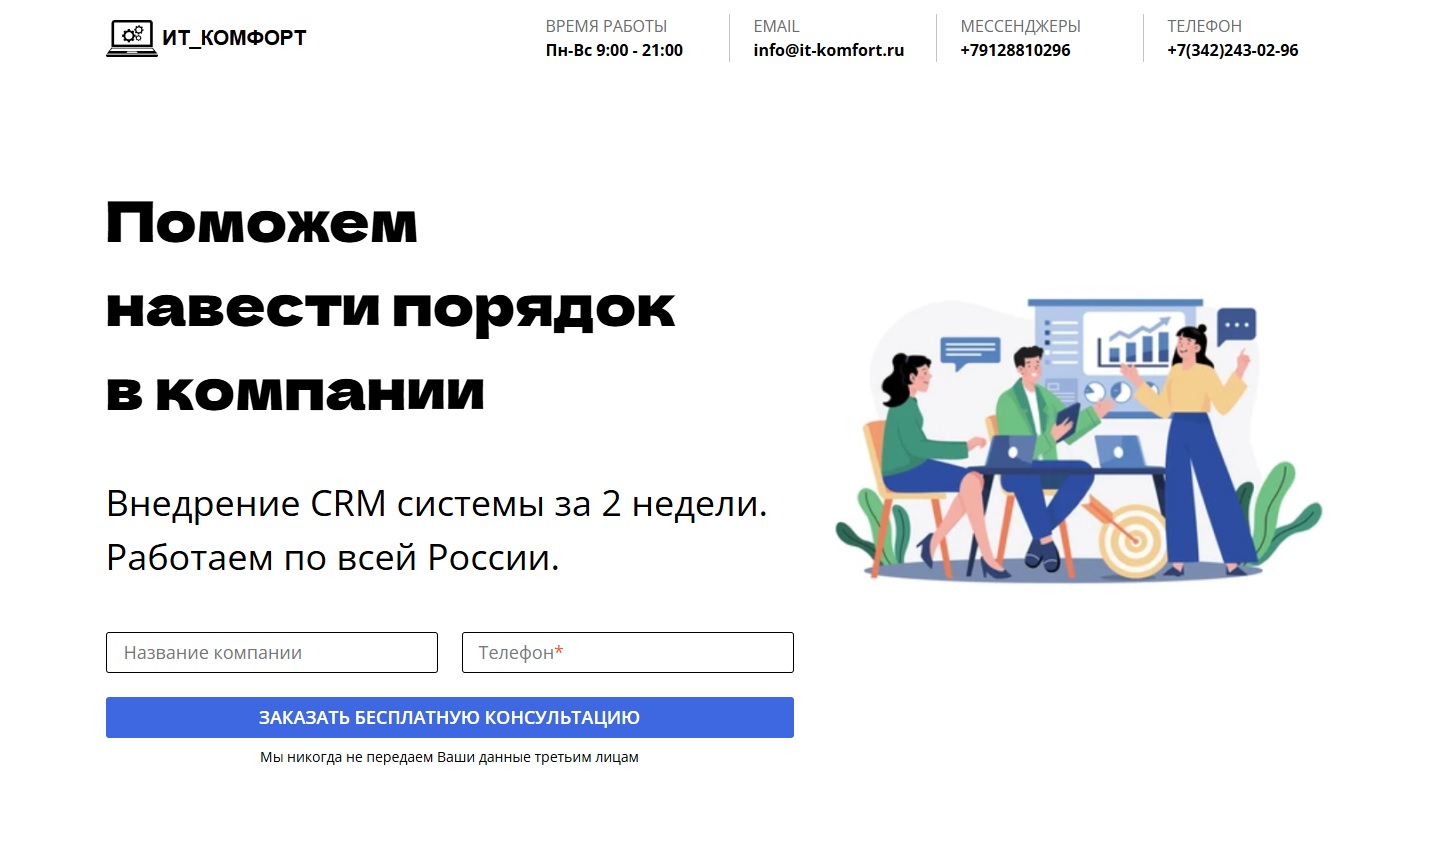 ИТ_КОМФОРТ
ВРЕМЯ РАБОТЫ
Пн-Вс 9:00 - 21:00
EMAIL
info@it-komfort.ru
МЕССЕНДЖЕРЫ
+79128810296
ТЕЛЕФОН
+7(342)243-02-96
Поможем
навести порядок
в компании
Внедрение CRM системы за 2 недели.
Работаем по всей России.
Название компании
Телефон*
ЗАКАЗАТЬ БЕСПЛАТНУЮ КОНСУЛЬТАЦИЮ
Мы никогда не передаем Ваши данные третьим лицам